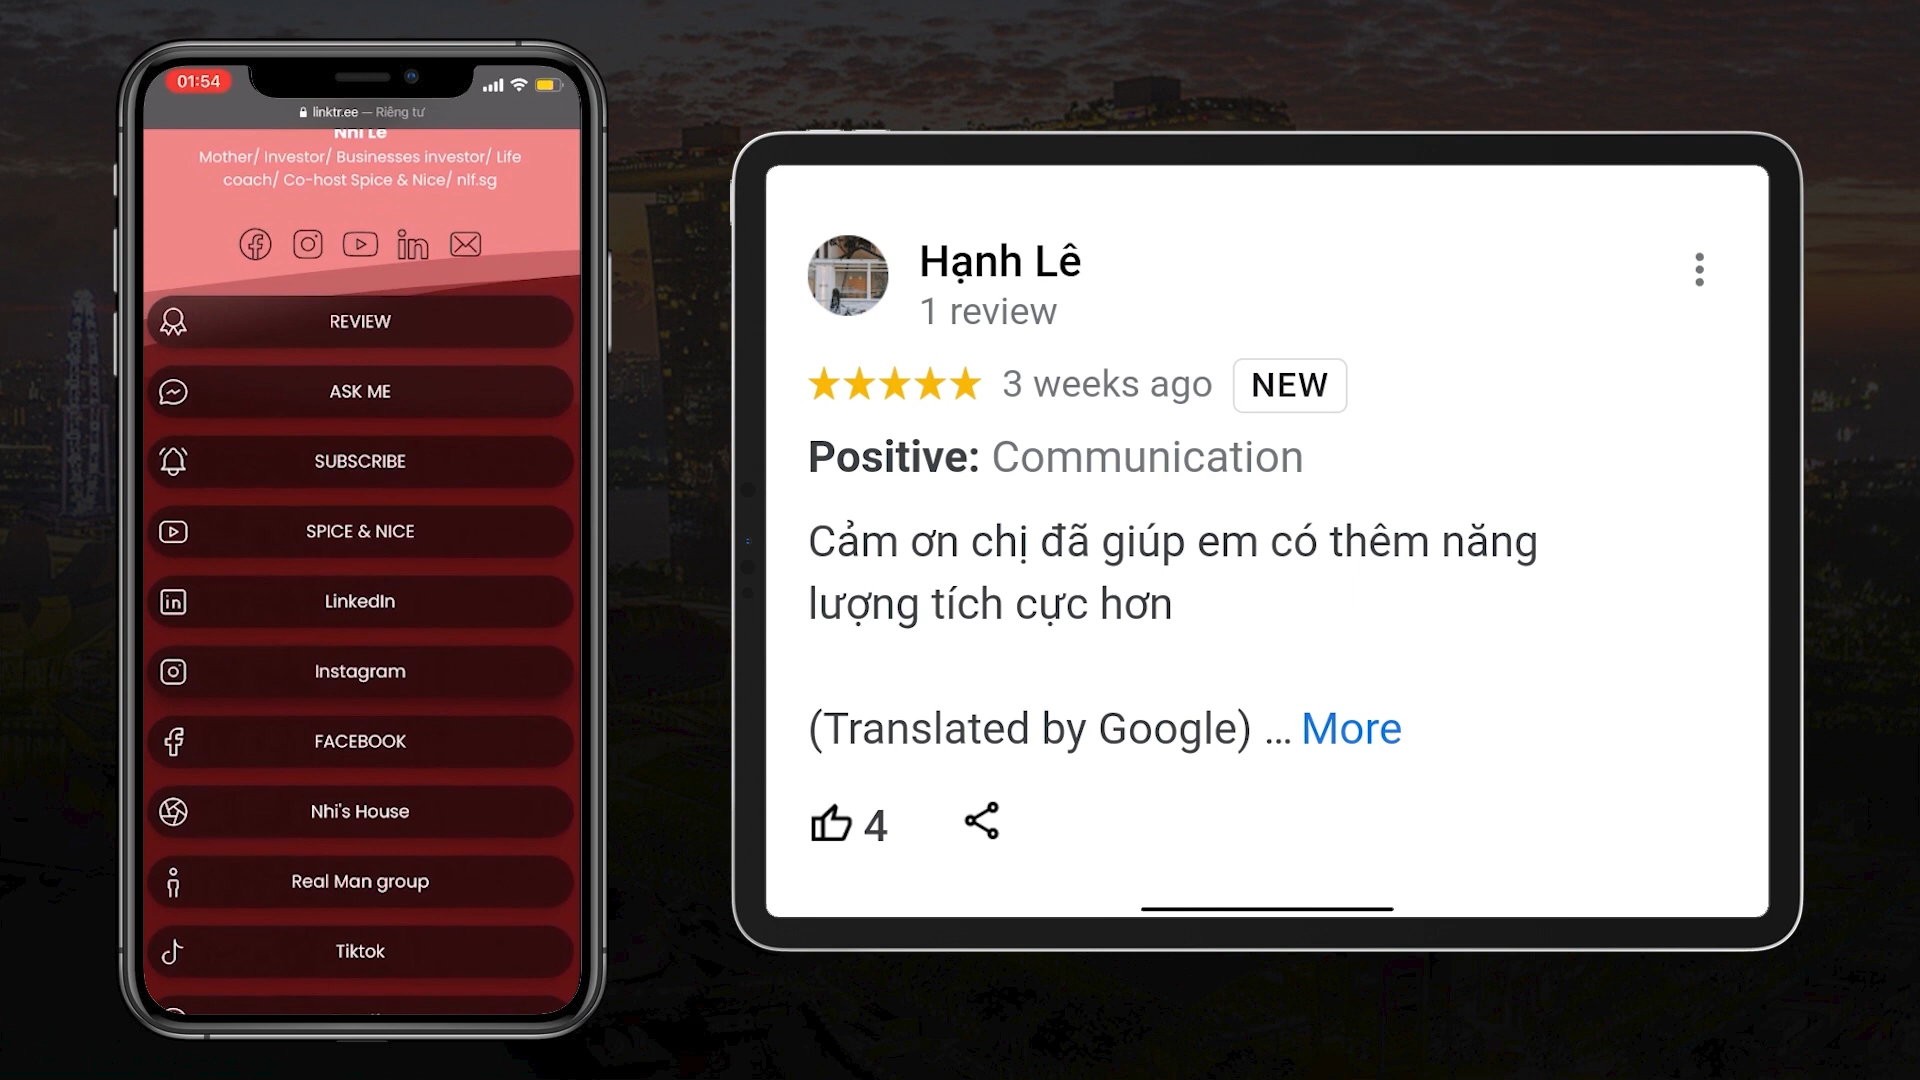 01:54
linktr.ee — Riêng tư
Nhi Le
Mother/ Investor/ Businesses investor/ Life
coach/ Co-host Spice & Nice/ nlf.sg
REVIEW
ASK ME
SUBSCRIBE
SPICE & NICE
LinkedIn
Instagram
FACEBOOK
Nhi's House
Real Man group
Tiktok
Hạnh Lê
1 review
3 weeks ago NEW
Positive: Communication
Cảm ơn chị đã giúp em có thêm năng
lượng tích cực hơn
(Translated by Google) ... More
4